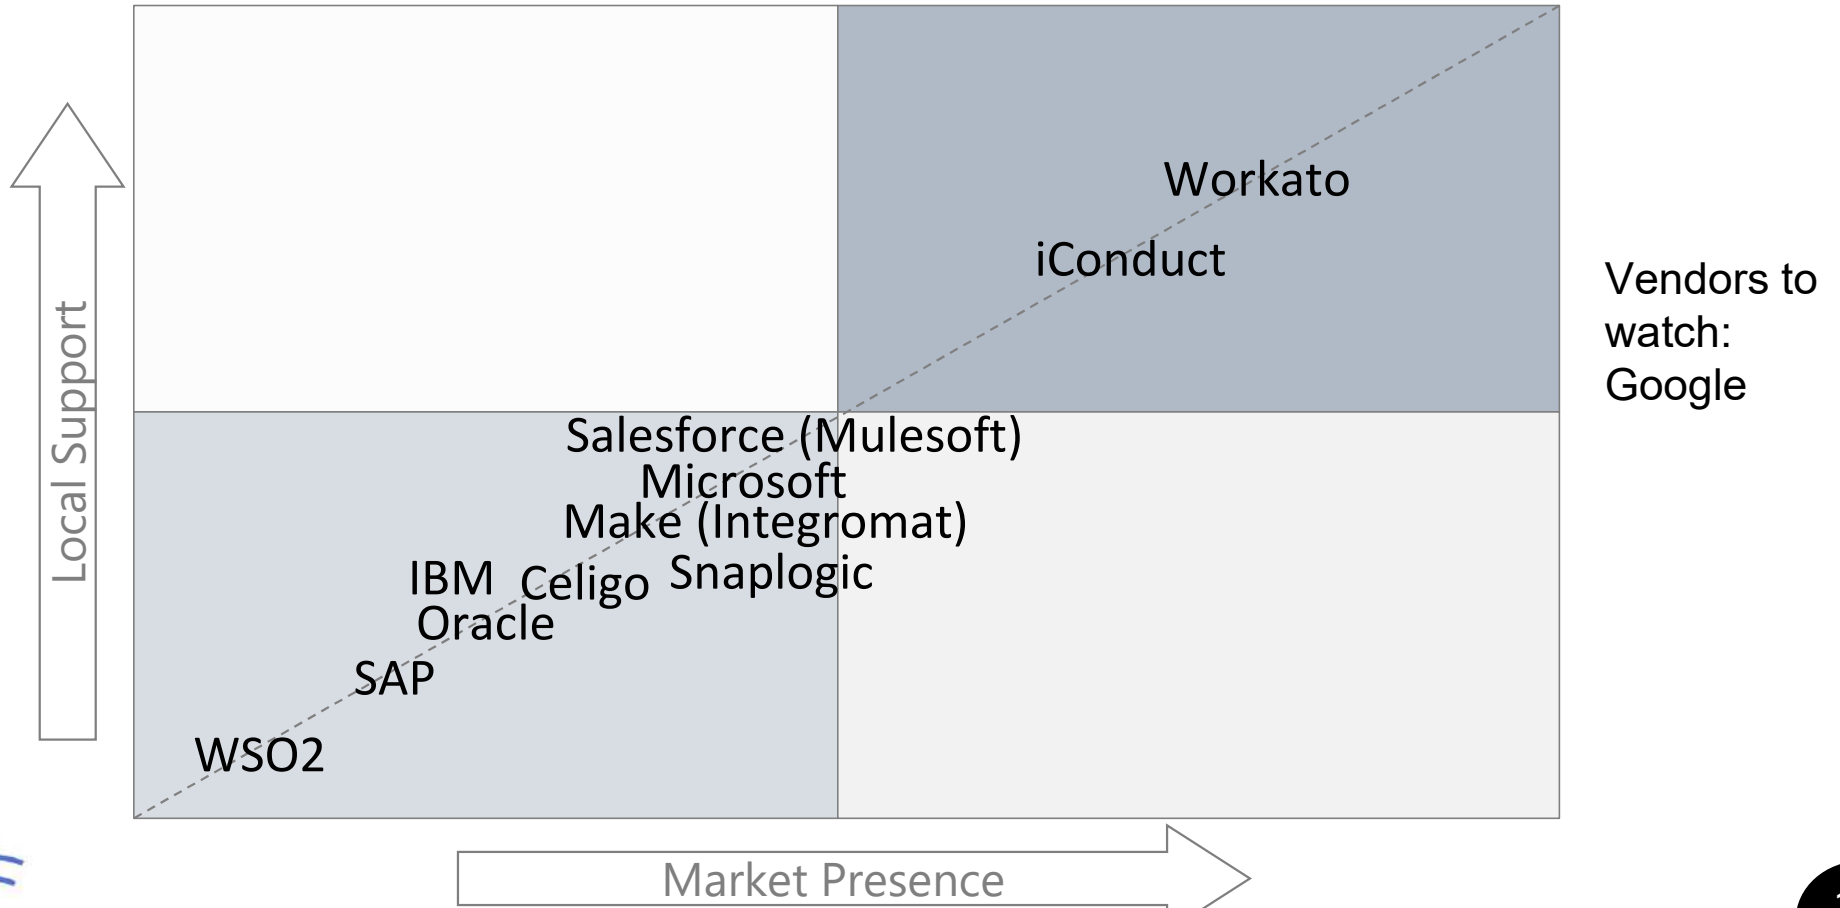 Workato
iConduct
Vendors to
watch:
Google
Local Support
Salesforce (Mulesoft)
Microsoft
Make (Integromat)
IBM Celigo Snaplogic
Oracle
SAP
WSO2
Market Presence